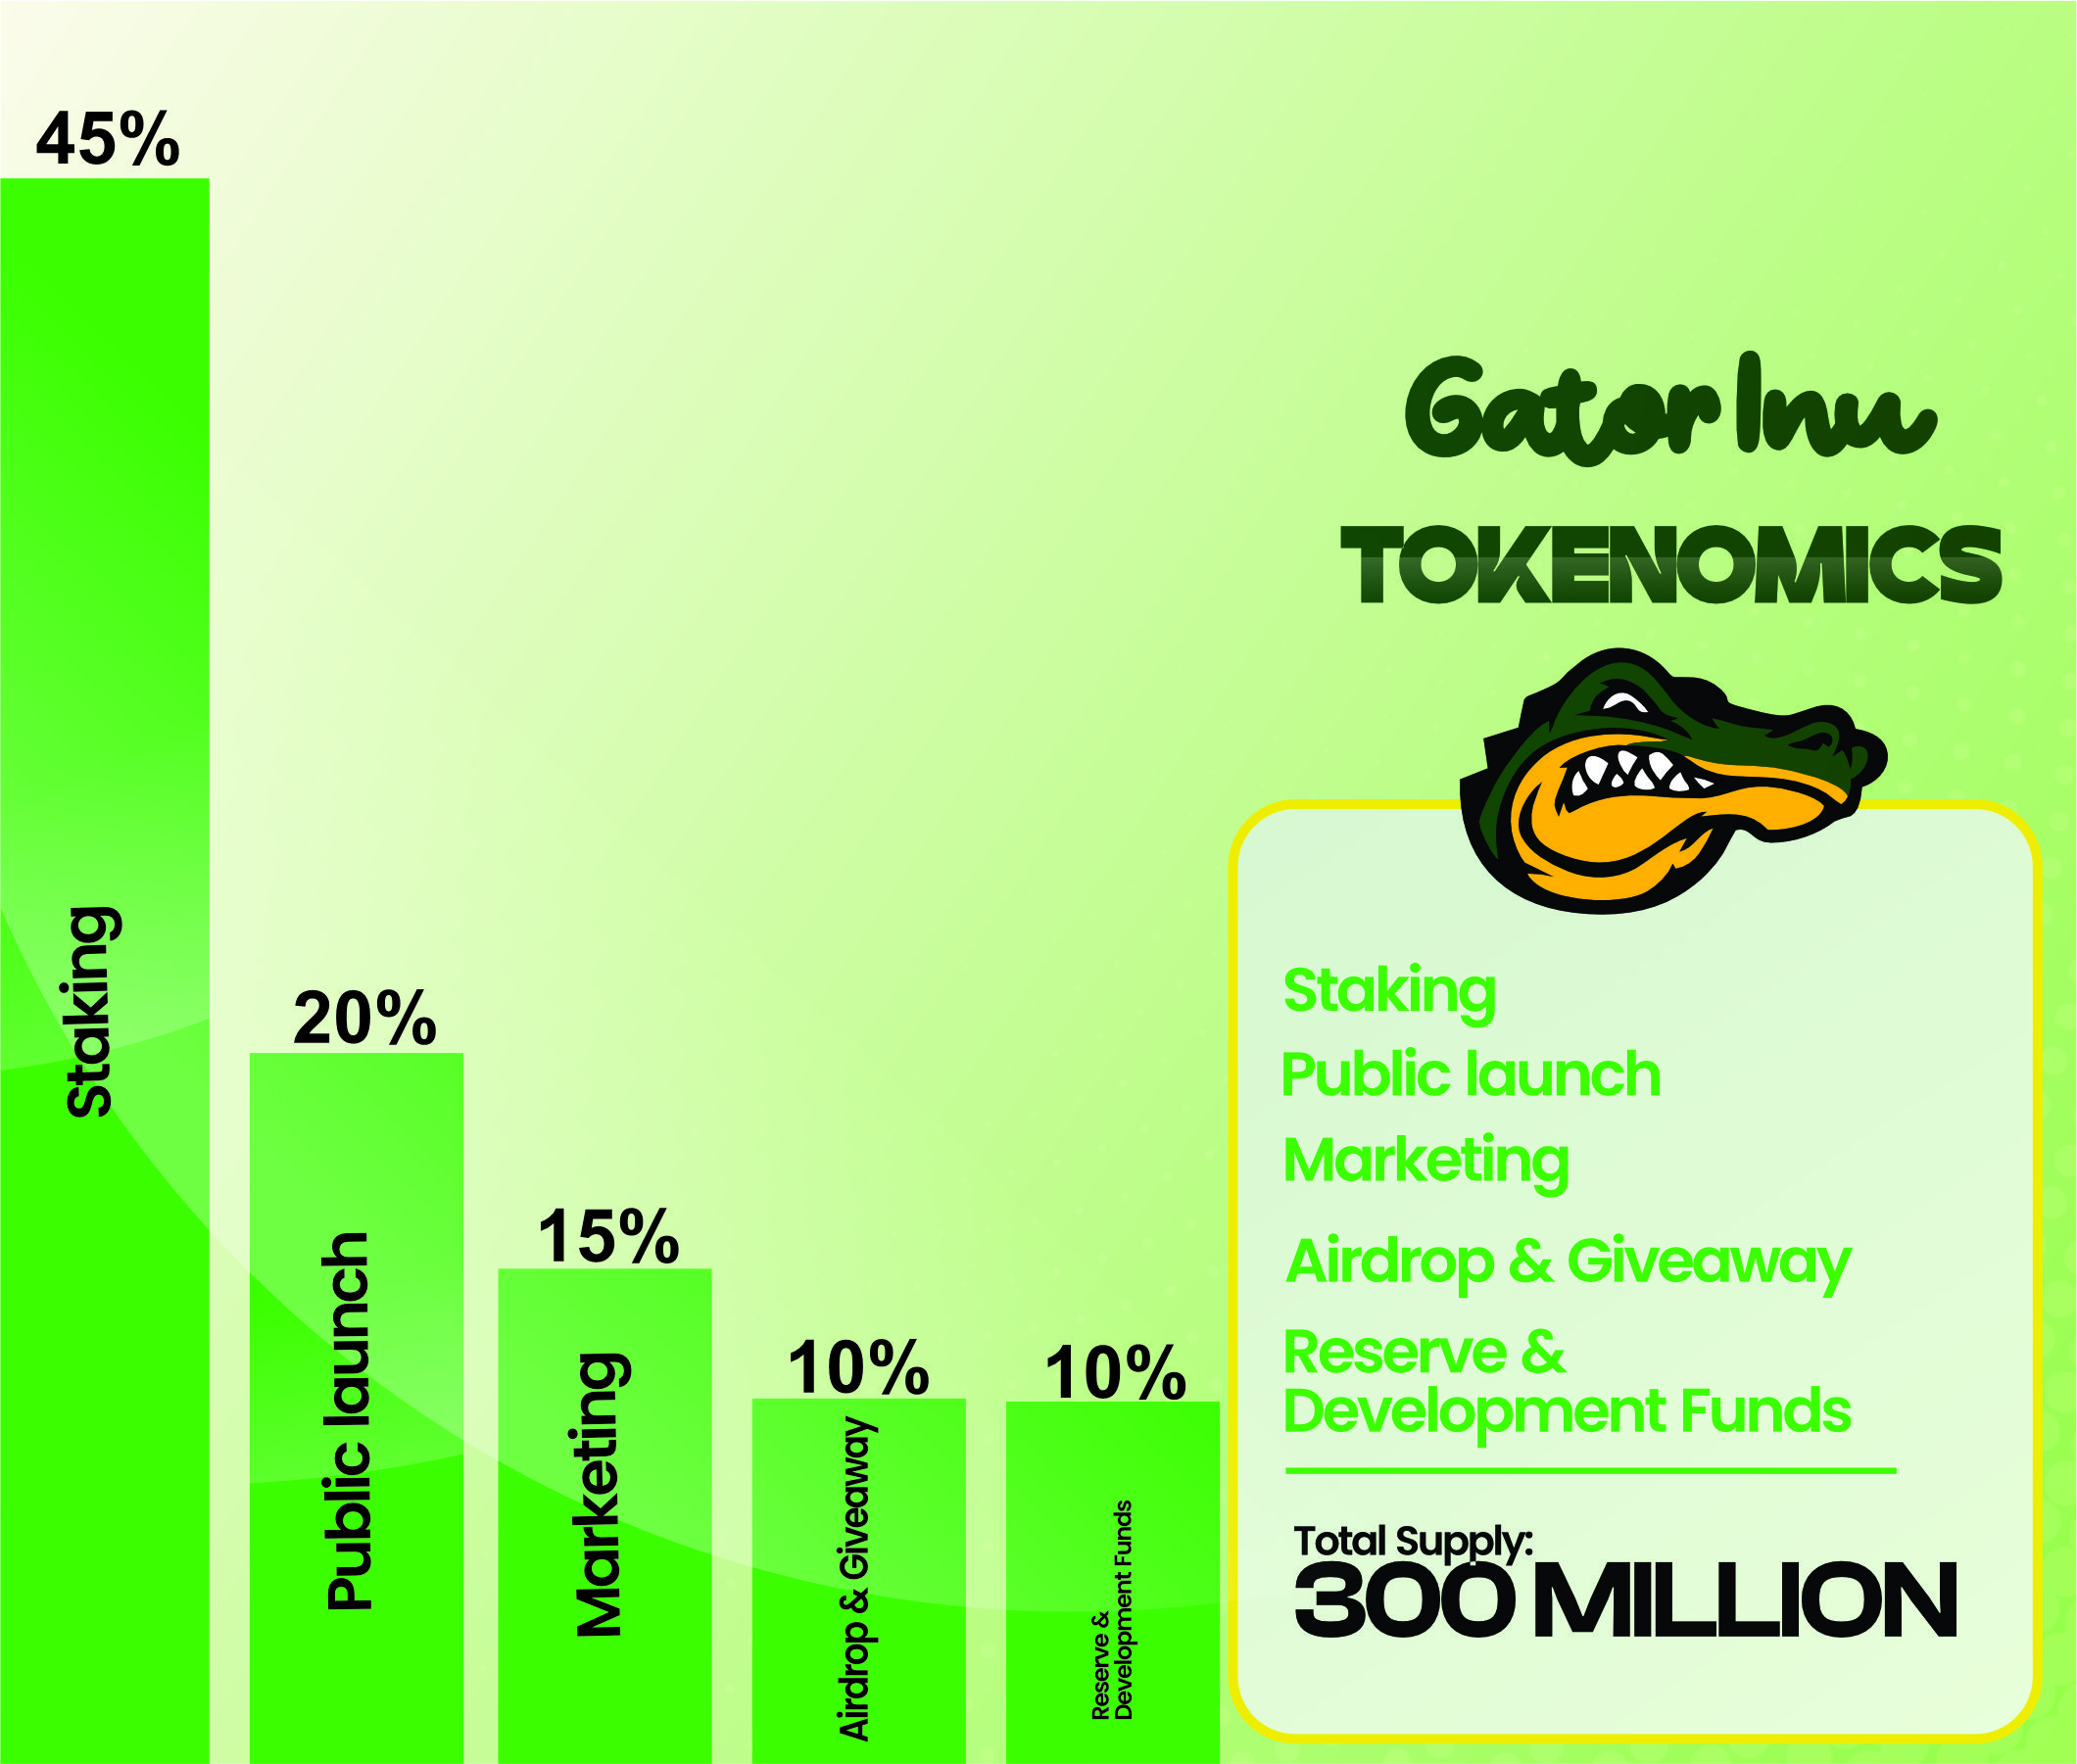 45%
Staking
20%
Public launch
15%
Marketing
10%
Airdrop & Giveaway
10%
Reserve &
Development Funds
Gator Inu
TOKENOMICS
Staking
Public launch
Marketing
Airdrop & Giveaway
Reserve &
Development Funds
Total Supply:
300 MILLION